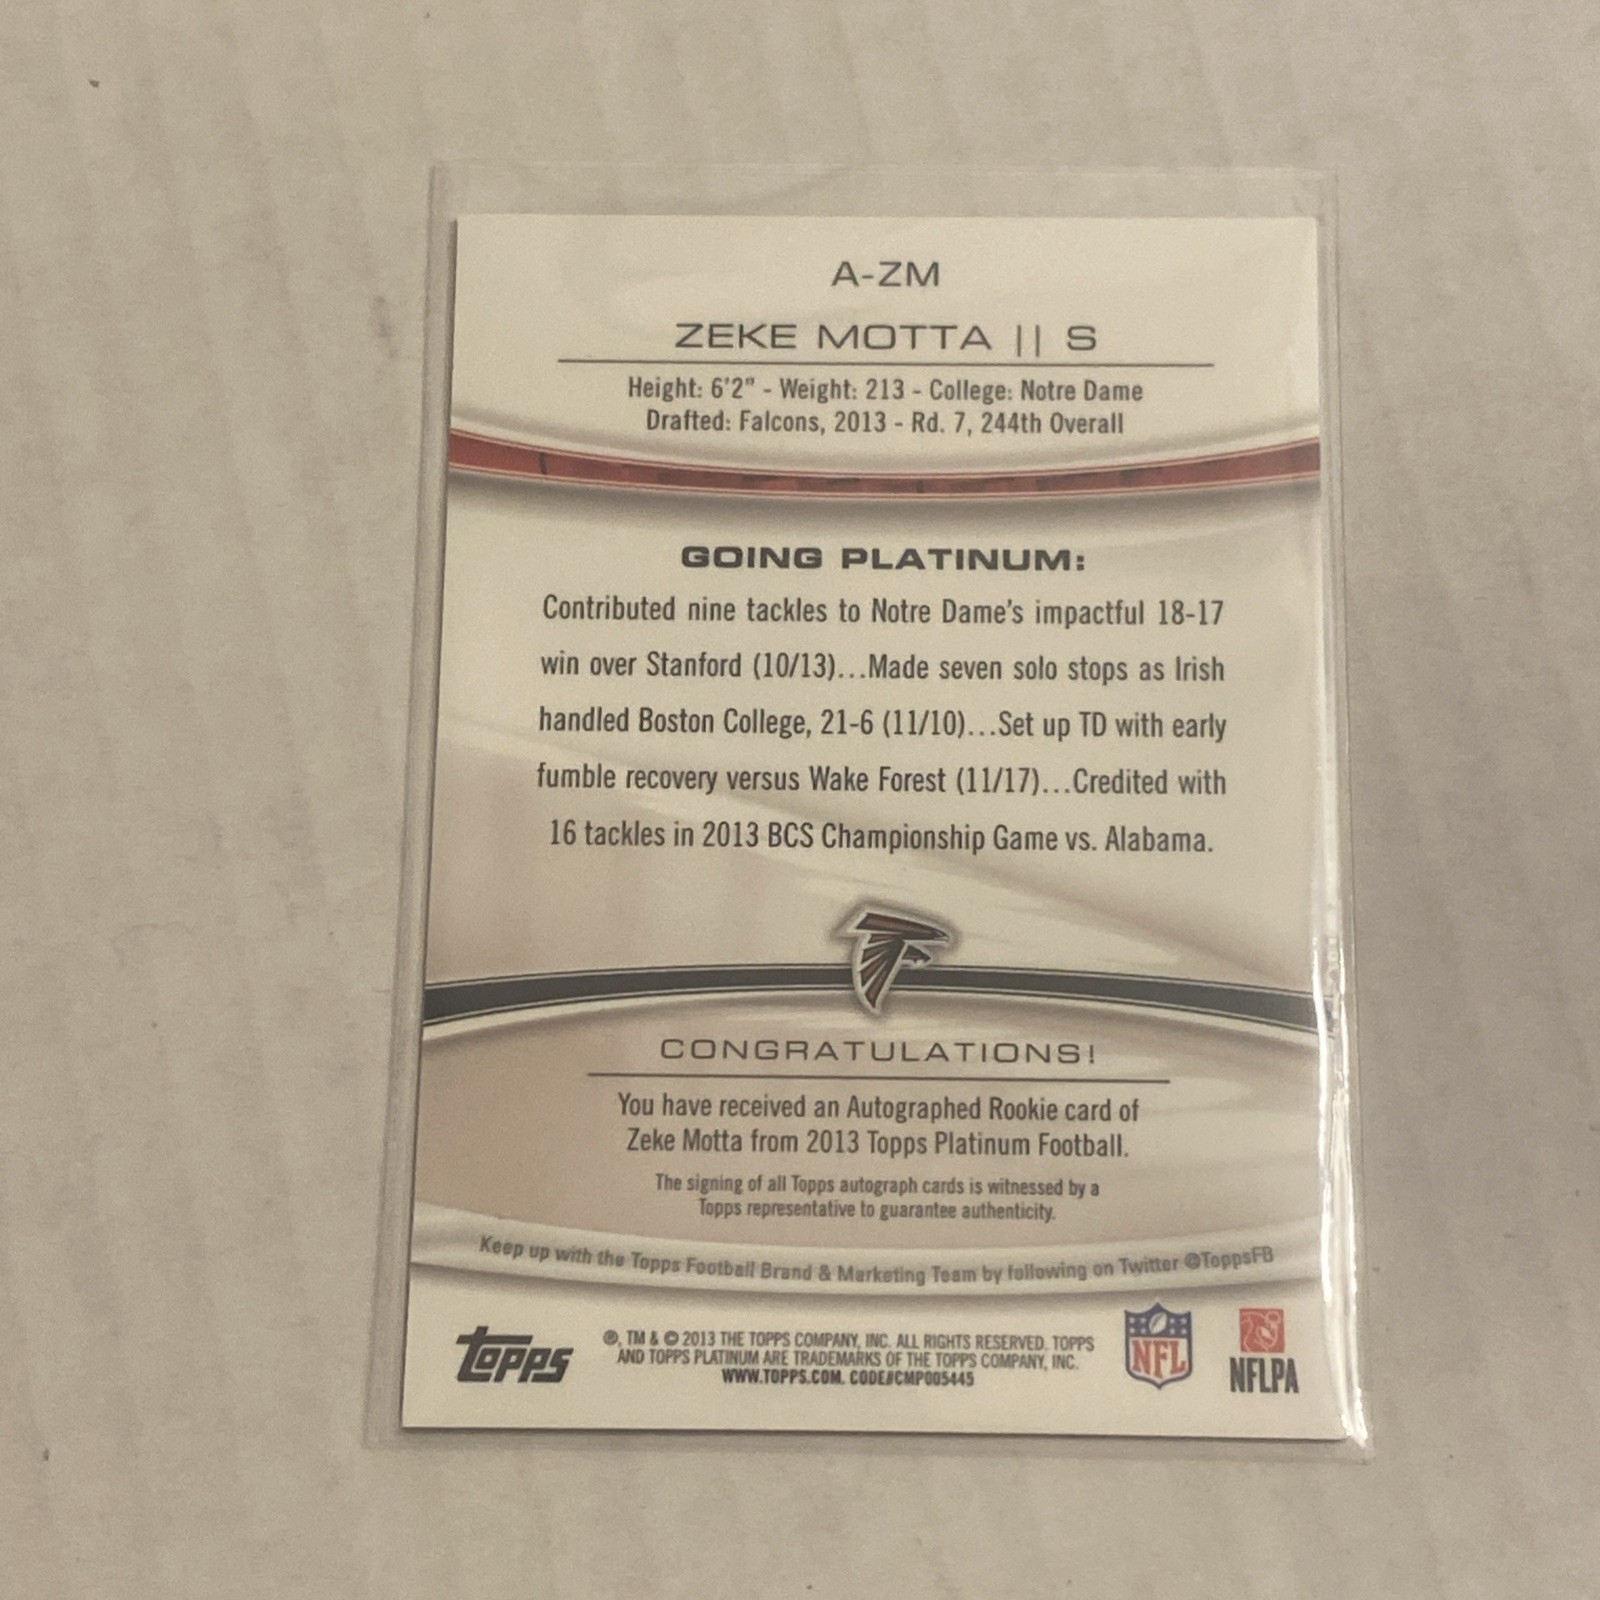 A-ZM
ZEKE MOTTA || S
Height: 6'2" - Weight: 213 - College: Notre Dame
Drafted: Falcons, 2013 - Rd. 7, 244th Overall
GOING PLATINUM:
Contributed nine tackles to Notre Dame's impactful 18-17
win over Stanford (10/13)...Made seven solo stops as Irish
handled Boston College, 21-6 (11/10)...Set up TD with early
fumble recovery versus Wake Forest (11/17)...Credited with
16 tackles in 2013 BCS Championship Game vs. Alabama.
CONGRATULATIONS!
You have received an Autographed Rookie card of
Zeke Motta from 2013 Topps Platinum Football.
The signing of all Topps autograph cards is witnessed by a
Topps representative to guarantee authenticity.
Keep up with the Topps Football Brand & Marketing Team by following on Twitter @ToppsFB
topps
®, TM & © 2013 THE TOPPS COMPANY, INC. ALL RIGHTS RESERVED. TOPPS
AND TOPPS PLATINUM ARE TRADEMARKS OF THE TOPPS COMPANY, INC.
WWW.TOPPS.COM. CODE#CMP005445
NFL
NFLPA